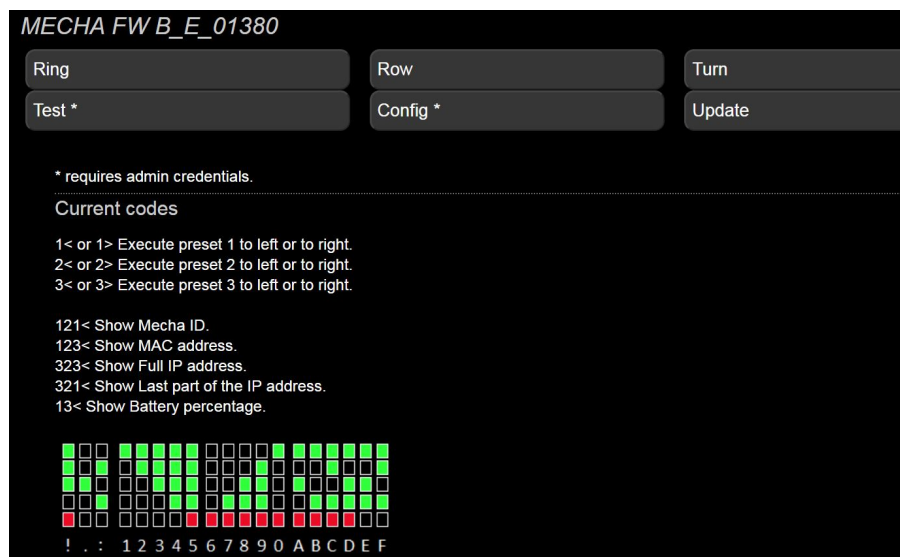 MECHA FW B_E_01380
Ring Row Turn
Test * Config * Update
* requires admin credentials.
Current codes
1< or 1> Execute preset 1 to left or to right.
2< or 2> Execute preset 2 to left or to right.
3< or 3> Execute preset 3 to left or to right.
121< Show Mecha ID.
123< Show MAC address.
323< Show Full IP address.
321< Show Last part of the IP address.
13< Show Battery percentage.
! . : 1 2 3 4 5 6 7 8 9 0 A B C D E F